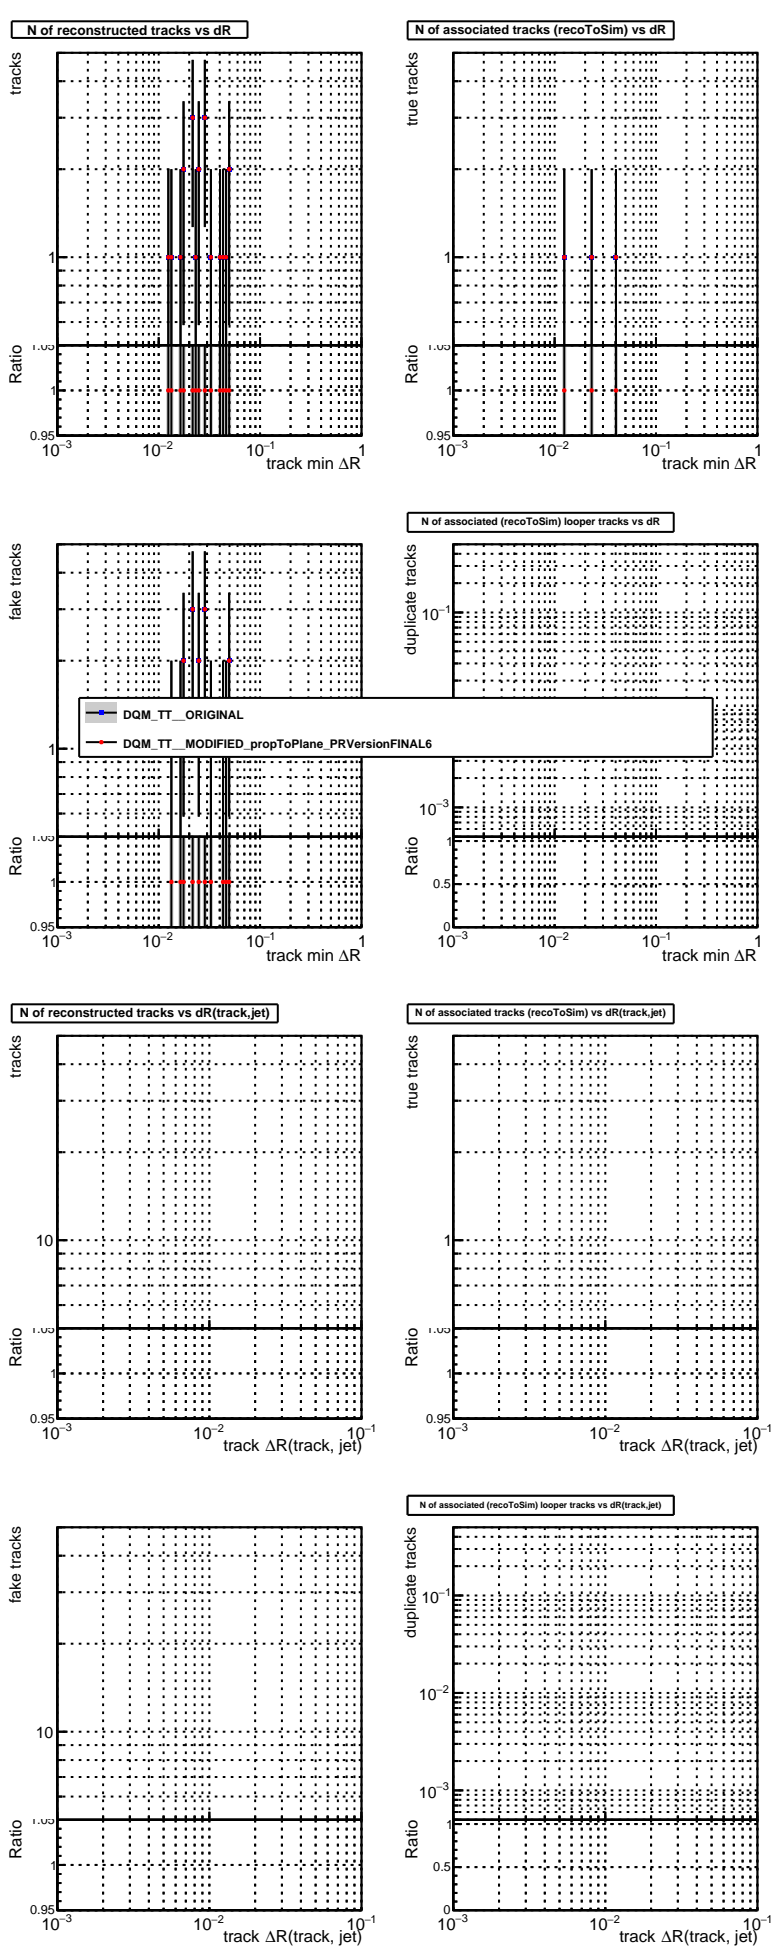 N of reconstructed tracks vs dR
tracks
1
1.05
Ratio
1
0.95
10⁻³ 10⁻² 10⁻¹ 1
track min ΔR
N of associated tracks (recoToSim) vs dR
true tracks
1
1.05
Ratio
1
0.95
10⁻³ 10⁻² 10⁻¹ 1
track min ΔR
fake tracks
1
1.05
Ratio
1
0.95
10⁻³ 10⁻² 10⁻¹ 1
track min ΔR
N of associated (recoToSim) looper tracks vs dR
duplicate tracks
10⁻¹
10⁻³
Ratio
1
0.5
0
10⁻³ 10⁻² 10⁻¹ 1
track min ΔR
DQM_TT__ORIGINAL
DQM_TT__MODIFIED_propToPlane_PRVersionFINAL6
N of reconstructed tracks vs dR(track,jet)
tracks
10
1.05
Ratio
1
0.95
10⁻³ 10⁻² 10⁻¹
track ΔR(track, jet)
N of associated tracks (recoToSim) vs dR(track,jet)
true tracks
1
1.05
Ratio
1
0.95
10⁻³ 10⁻² 10⁻¹
track ΔR(track, jet)
fake tracks
10
1.05
Ratio
1
0.95
10⁻³ 10⁻² 10⁻¹
track ΔR(track, jet)
N of associated (recoToSim) looper tracks vs dR(track,jet)
duplicate tracks
10⁻¹
10⁻²
10⁻³
Ratio
1
0.5
0
10⁻³ 10⁻² 10⁻¹
track ΔR(track, jet)